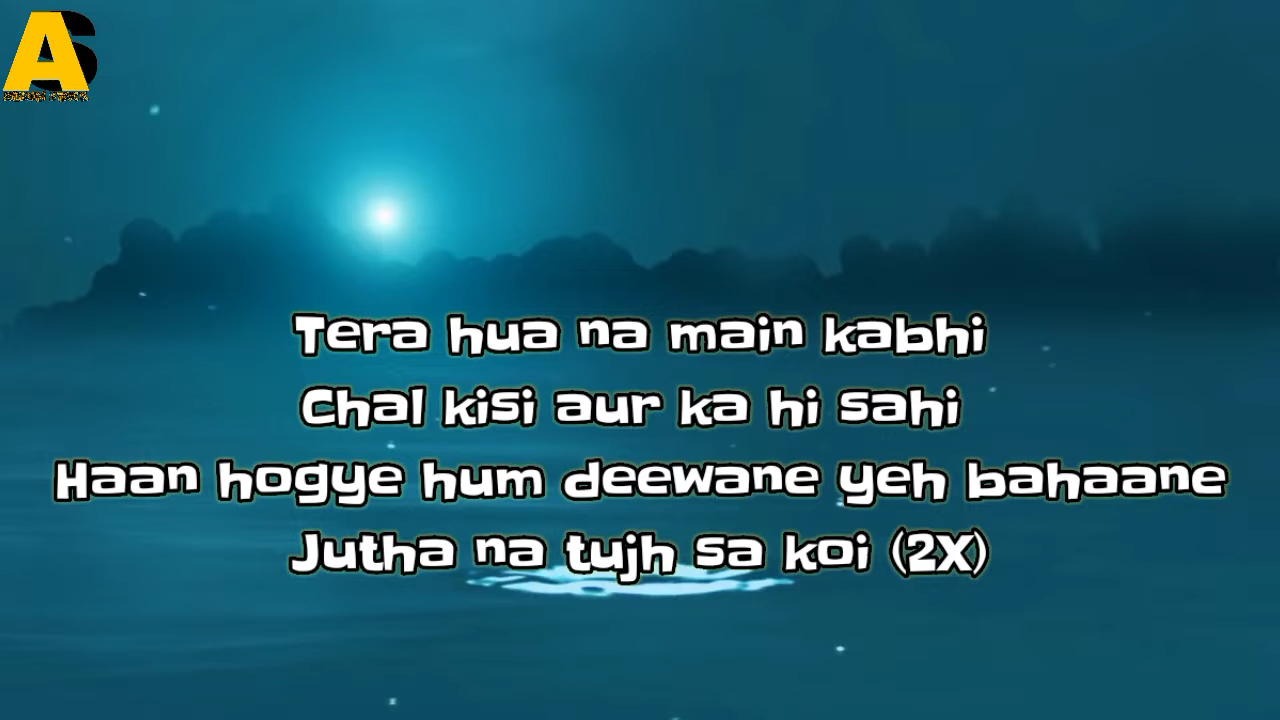 AS
Tera hua na main kabhi
Chal kisi aur ka hi sahi
Haan hogye hum deewane yeh bahaane
Jutha na tujh sa koi (2X)